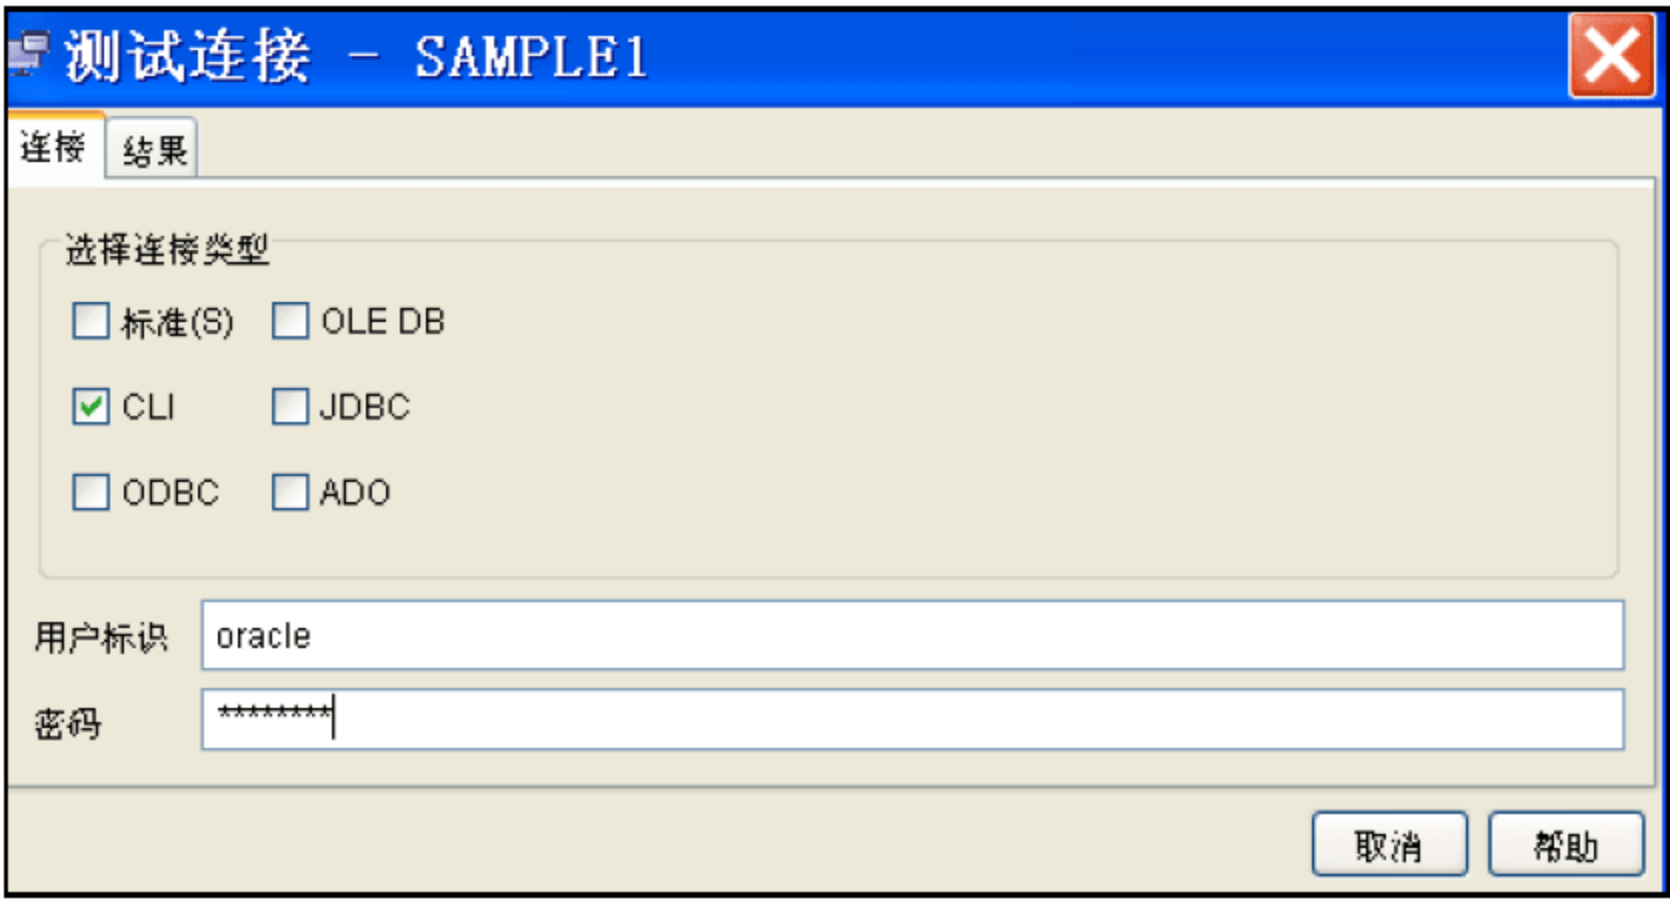 测试连接 - SAMPLE1
连接 结果
选择连接类型
标准(S) OLE DB
CLI JDBC
ODBC ADO
用户标识 oracle
密码 ********
取消 帮助